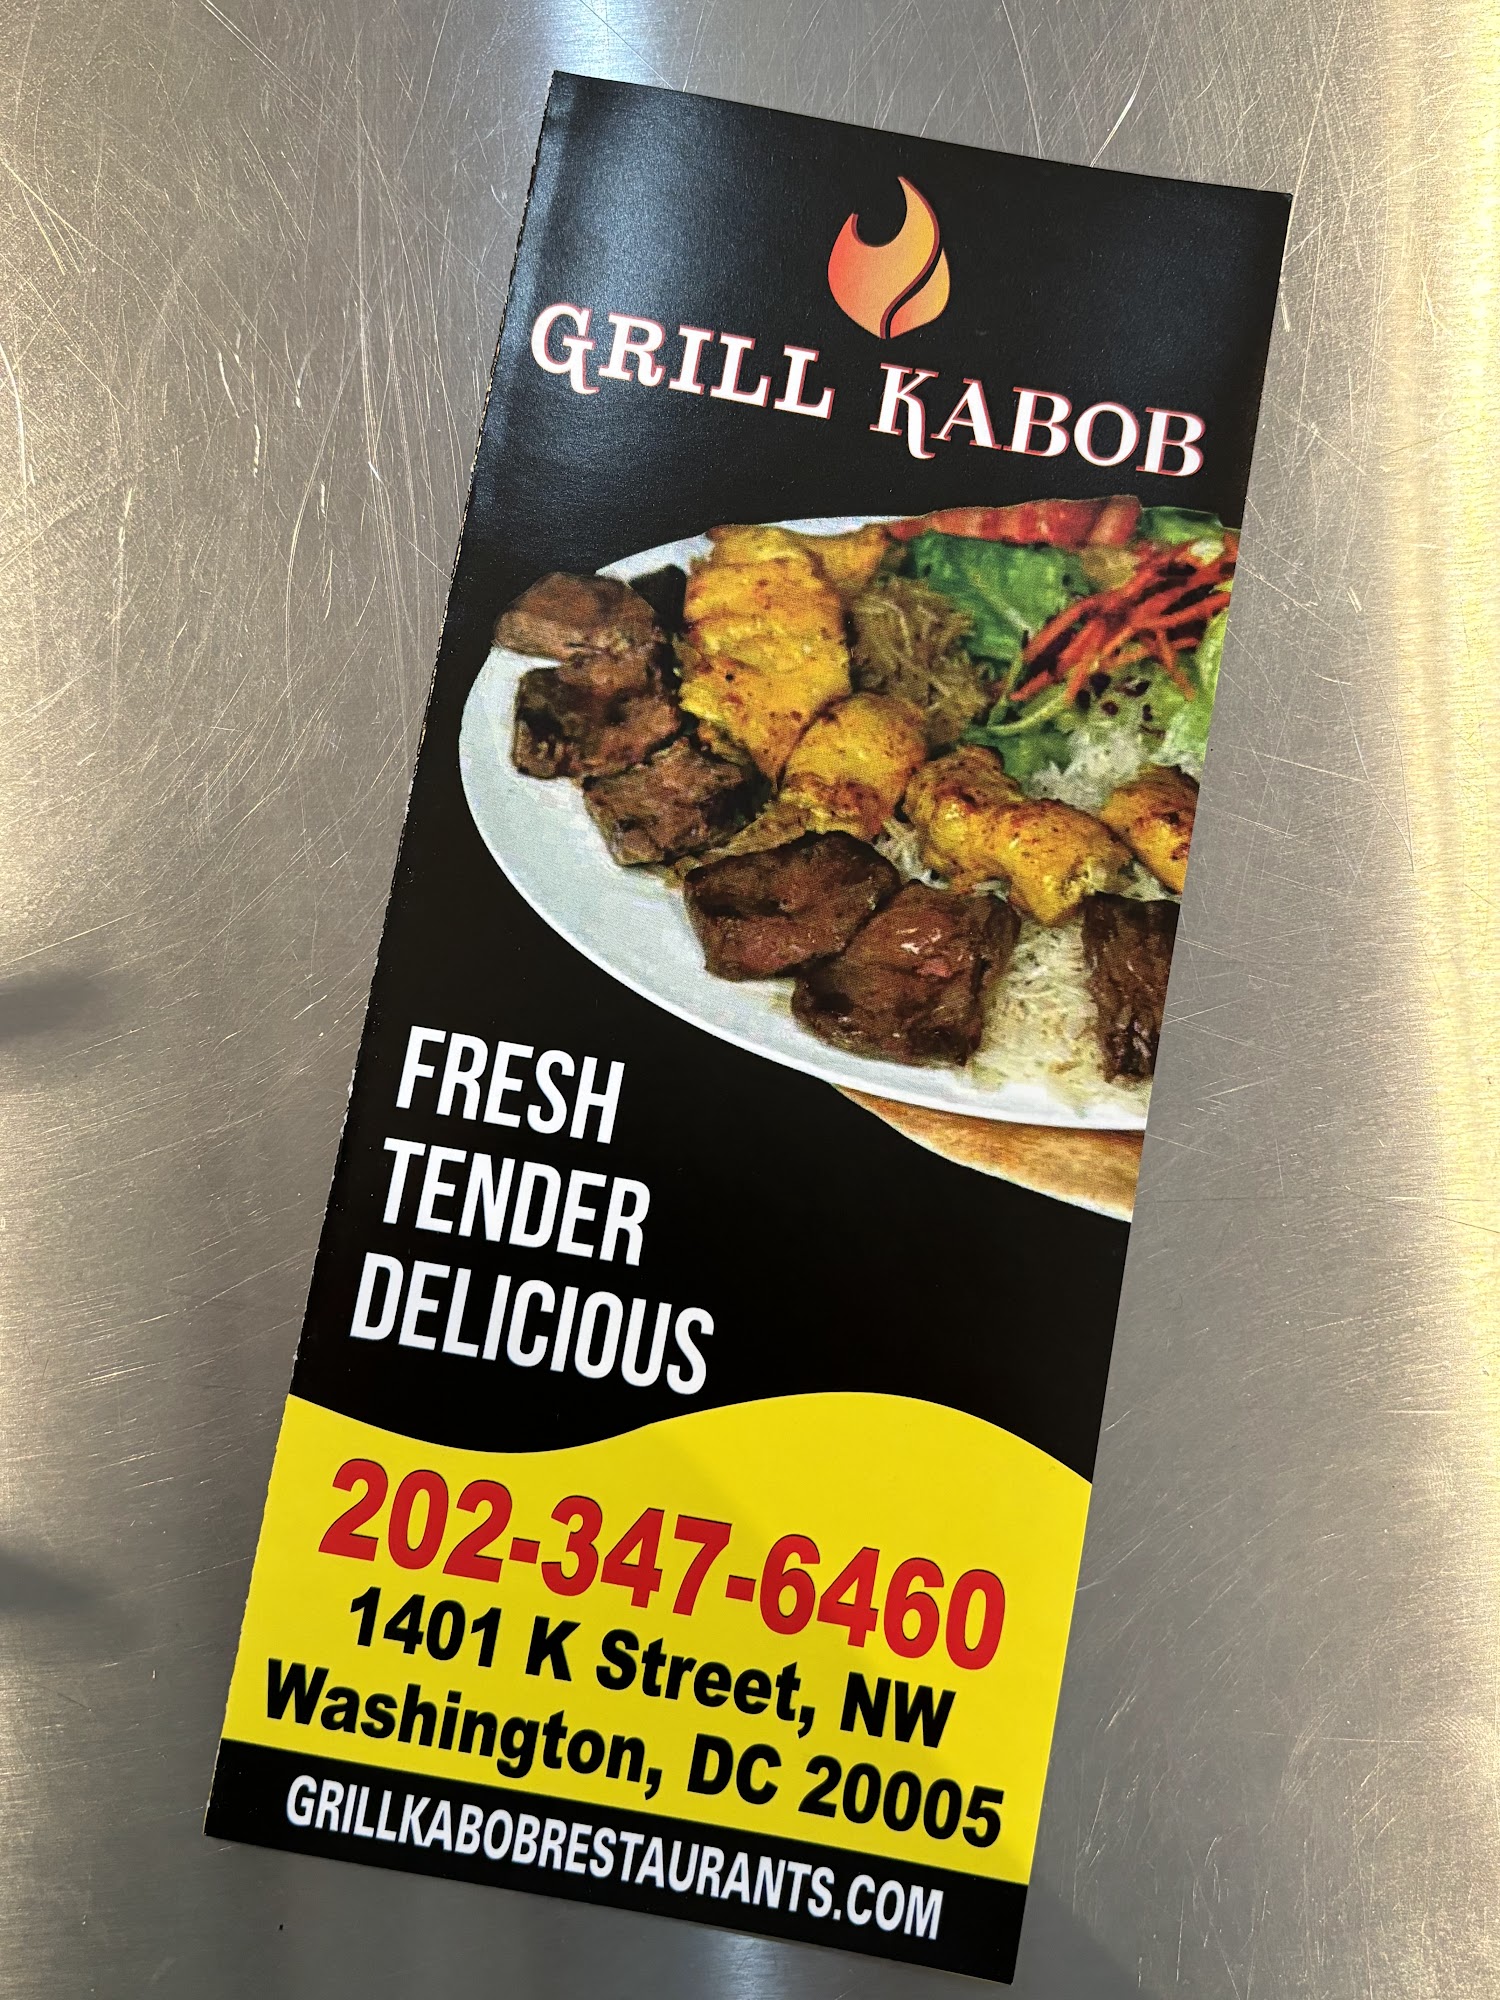 GRILL KABOB
FRESH
TENDER
DELICIOUS
202-347-6460
1401 K Street, NW
Washington, DC 20005
GRILLKABOBRESTAURANTS.COM